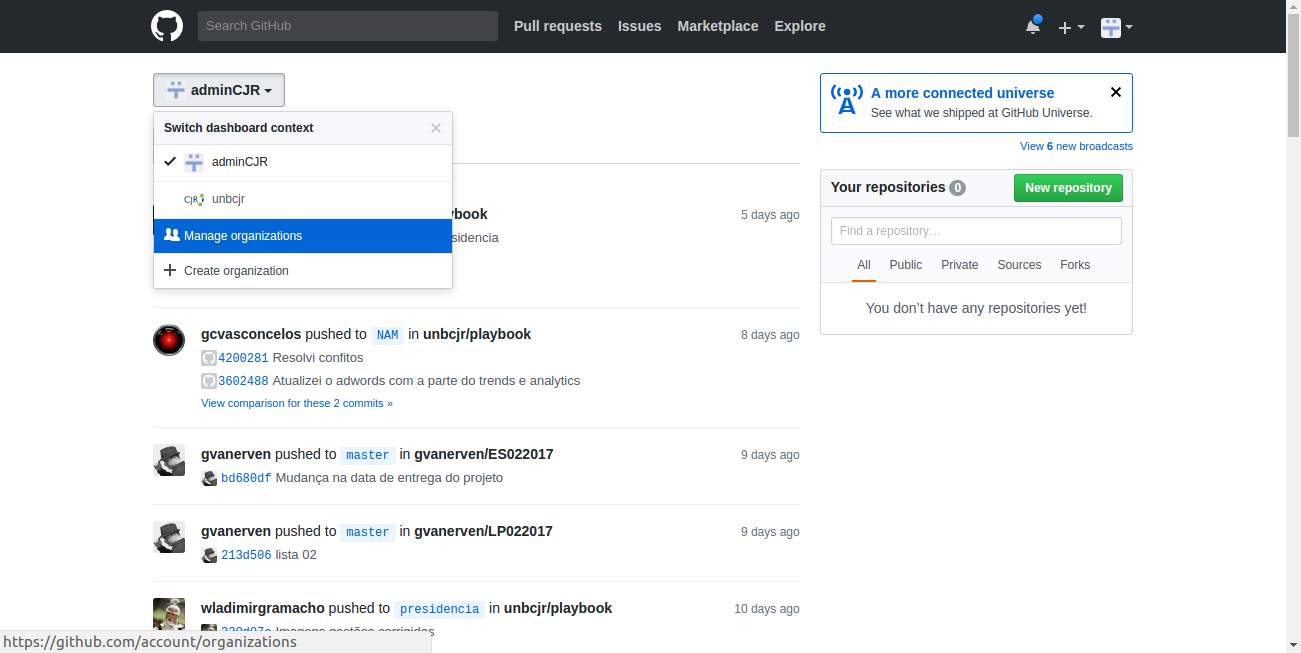 Search GitHub Pull requests Issues Marketplace Explore
adminCJR
Switch dashboard context
adminCJR
CJR unbcjr
Manage organizations
Create organization
book 5 days ago
sidencia
gcvasconcelos pushed to NAM in unbcjr/playbook 8 days ago
4200281 Resolvi confitos
3602488 Atualizei o adwords com a parte do trends e analytics
View comparison for these 2 commits »
gvanerven pushed to master in gvanerven/ES022017 9 days ago
bd680df Mudança na data de entrega do projeto
gvanerven pushed to master in gvanerven/LP022017 9 days ago
213d506 lista 02
wladimirgramacho pushed to presidencia in unbcjr/playbook 10 days ago
Imagens gestões corrigidos
https://github.com/account/organizations
A more connected universe
See what we shipped at GitHub Universe.
View 6 new broadcasts
Your repositories 0 New repository
Find a repository…
All Public Private Sources Forks
You don’t have any repositories yet!